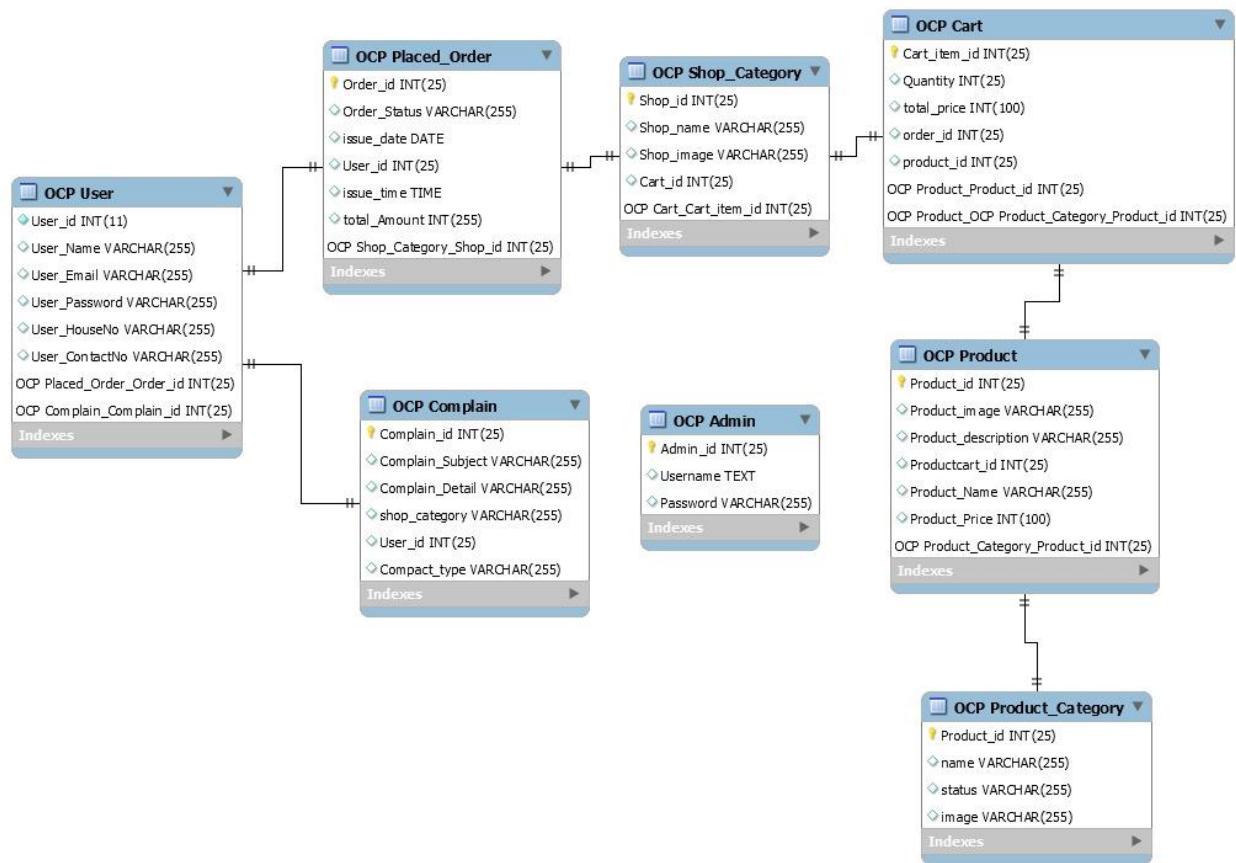 OCP User
User_id INT(11)
User_Name VARCHAR(255)
User_Email VARCHAR(255)
User_Password VARCHAR(255)
User_HouseNo VARCHAR(255)
User_ContactNo VARCHAR(255)
OCP Placed_Order_Order_id INT(25)
OCP Complain_Complain_id INT(25)
Indexes
OCP Placed_Order
Order_id INT(25)
Order_Status VARCHAR(255)
issue_date DATE
User_id INT(25)
issue_time TIME
total_Amount INT(255)
OCP Shop_Category_Shop_id INT(25)
Indexes
OCP Shop_Category
Shop_id INT(25)
Shop_name VARCHAR(255)
Shop_image VARCHAR(255)
Cart_id INT(25)
OCP Cart_Cart_item_id INT(25)
Indexes
OCP Cart
Cart_item_id INT(25)
Quantity INT(25)
total_price INT(100)
order_id INT(25)
product_id INT(25)
OCP Product_Product_id INT(25)
OCP Product_OCP Product_Category_Product_id INT(25)
Indexes
OCP Complain
Complain_id INT(25)
Complain_Subject VARCHAR(255)
Complain_Detail VARCHAR(255)
shop_category VARCHAR(255)
User_id INT(25)
Compact_type VARCHAR(255)
Indexes
OCP Admin
Admin_id INT(25)
Username TEXT
Password VARCHAR(255)
Indexes
OCP Product
Product_id INT(25)
Product_image VARCHAR(255)
Product_description VARCHAR(255)
Productcart_id INT(25)
Product_Name VARCHAR(255)
Product_Price INT(100)
OCP Product_Category_Product_id INT(25)
Indexes
OCP Product_Category
Product_id INT(25)
name VARCHAR(255)
status VARCHAR(255)
image VARCHAR(255)
Indexes